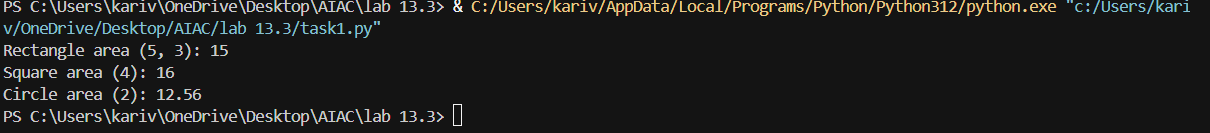 PS C:\Users\kariv\OneDrive\Desktop\AIAC\lab 13.3> & C:/Users/kariv/AppData/Local/Programs/Python/Python312/python.exe "c:/Users/kari
v/OneDrive/Desktop/AIAC/lab 13.3/task1.py"
Rectangle area (5, 3): 15
Square area (4): 16
Circle area (2): 12.56
PS C:\Users\kariv\OneDrive\Desktop\AIAC\lab 13.3>